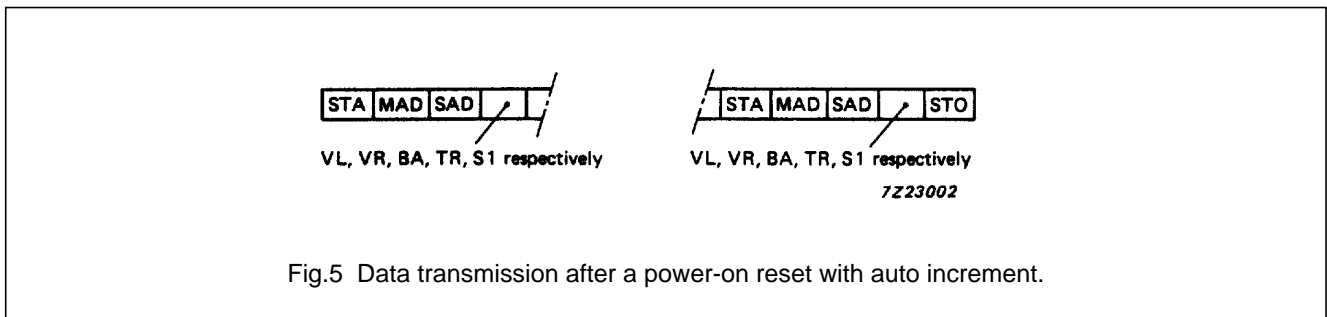 STA MAD SAD
STA MAD SAD STO
VL, VR, BA, TR, S1 respectively
VL, VR, BA, TR, S1 respectively
7Z23002
Fig.5 Data transmission after a power-on reset with auto increment.